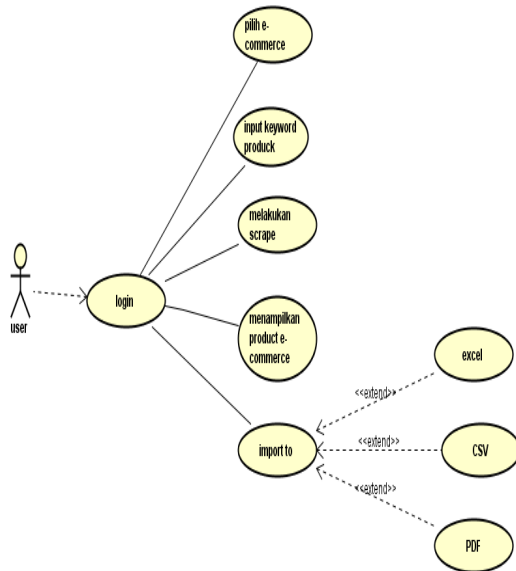 pilih e-
commerce
input keyword
produck
melakukan
scrape
user
login
menampilkan
product e-
commerce
excel
<<extend>>
import to
<<extend>>
CSV
<<extend>>
PDF